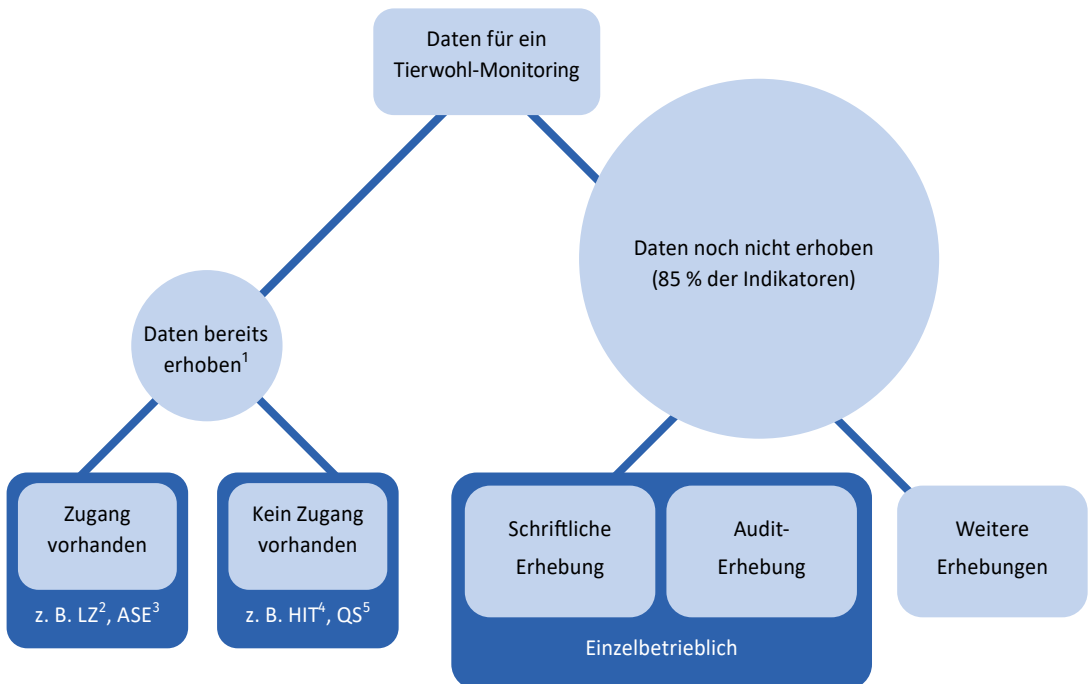 Daten für ein
Tierwohl-Monitoring
Daten noch nicht erhoben
(85 % der Indikatoren)
Daten bereits
erhoben¹
Zugang
vorhanden
z. B. LZ², ASE³
Kein Zugang
vorhanden
z. B. HIT⁴, QS⁵
Schriftliche
Erhebung
Audit-
Erhebung
Einzelbetrieblich
Weitere
Erhebungen